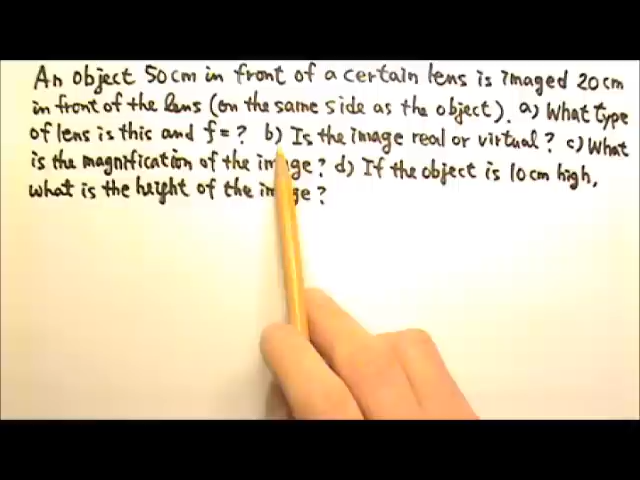 An object 50cm in front of a certain lens is imaged 20cm
in front of the lens (on the same side as the object). a) What type
of lens is this and f=? b) Is the image real or virtual? c) What
is the magnification of the image? d) If the object is 10cm high,
what is the height of the image?